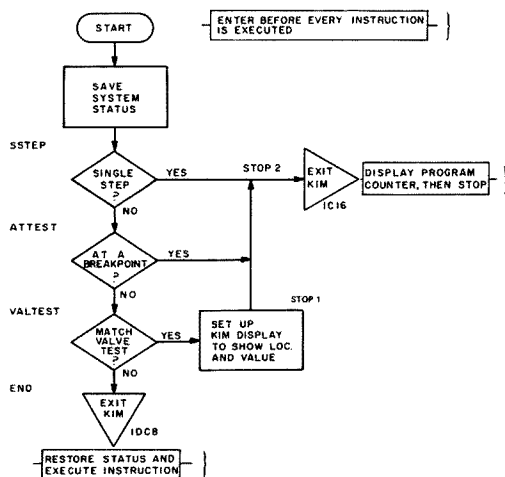 START
ENTER BEFORE EVERY INSTRUCTION
IS EXECUTED
SAVE
SYSTEM
STATUS
SSTEP
SINGLE
STEP
?
YES
STOP 2
EXIT
KIM
1C16
DISPLAY PROGRAM
COUNTER, THEN STOP
NO
ATTEST
AT A
BREAKPOINT
?
YES
NO
VALTEST
MATCH
VALVE
TEST
?
YES
STOP 1
SET UP
KIM DISPLAY
TO SHOW LOC.
AND VALUE
NO
END
EXIT
KIM
1DC8
RESTORE STATUS AND
EXECUTE INSTRUCTION